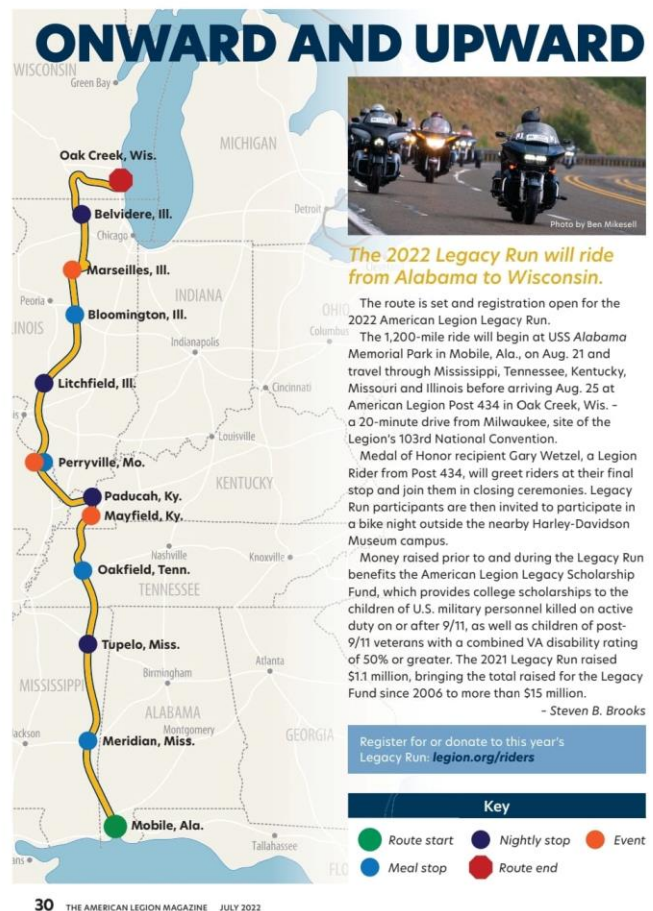 ONWARD AND UPWARD
WISCONSIN
Green Bay
MICHIGAN
Oak Creek, Wis.
Belvidere, Ill.
Chicago
Detroit
Marseilles, Ill.
Peoria
INDIANA
OHIO
Bloomington, Ill.
Columbus
INOIS
Indianapolis
Litchfield, Ill.
Cincinnati
is
Louisville
Perryville, Mo.
KENTUCKY
Paducah, Ky.
Mayfield, Ky.
Nashville
Knoxville
Oakfield, Tenn.
TENNESSEE
Tupelo, Miss.
Atlanta
Birmingham
MISSISSIPPI
ALABAMA
Montgomery
GEORGIA
ackson
Meridian, Miss.
Mobile, Ala.
Tallahassee
ans
FLO
Photo by Ben Mikesell
The 2022 Legacy Run will ride
from Alabama to Wisconsin.
The route is set and registration open for the
2022 American Legion Legacy Run.
The 1,200-mile ride will begin at USS Alabama
Memorial Park in Mobile, Ala., on Aug. 21 and
travel through Mississippi, Tennessee, Kentucky,
Missouri and Illinois before arriving Aug. 25 at
American Legion Post 434 in Oak Creek, Wis. –
a 20-minute drive from Milwaukee, site of the
Legion's 103rd National Convention.
Medal of Honor recipient Gary Wetzel, a Legion
Rider from Post 434, will greet riders at their final
stop and join them in closing ceremonies. Legacy
Run participants are then invited to participate in
a bike night outside the nearby Harley-Davidson
Museum campus.
Money raised prior to and during the Legacy Run
benefits the American Legion Legacy Scholarship
Fund, which provides college scholarships to the
children of U.S. military personnel killed on active
duty on or after 9/11, as well as children of post-
9/11 veterans with a combined VA disability rating
of 50% or greater. The 2021 Legacy Run raised
$1.1 million, bringing the total raised for the Legacy
Fund since 2006 to more than $15 million.
– Steven B. Brooks
Register for or donate to this year's
Legacy Run: legion.org/riders
Key
Route start
Nightly stop
Event
Meal stop
Route end
30 THE AMERICAN LEGION MAGAZINE JULY 2022